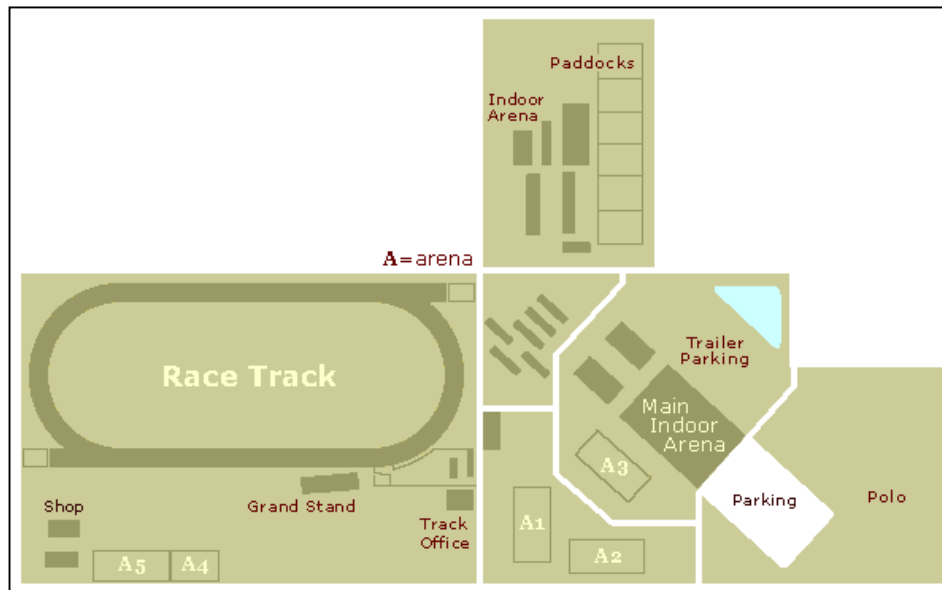 Paddocks
Indoor
Arena
A=arena
Race Track
Trailer
Parking
Main
Indoor
Arena
A3
Parking
Polo
Shop
Grand Stand
Track
Office
A1
A2
A5
A4